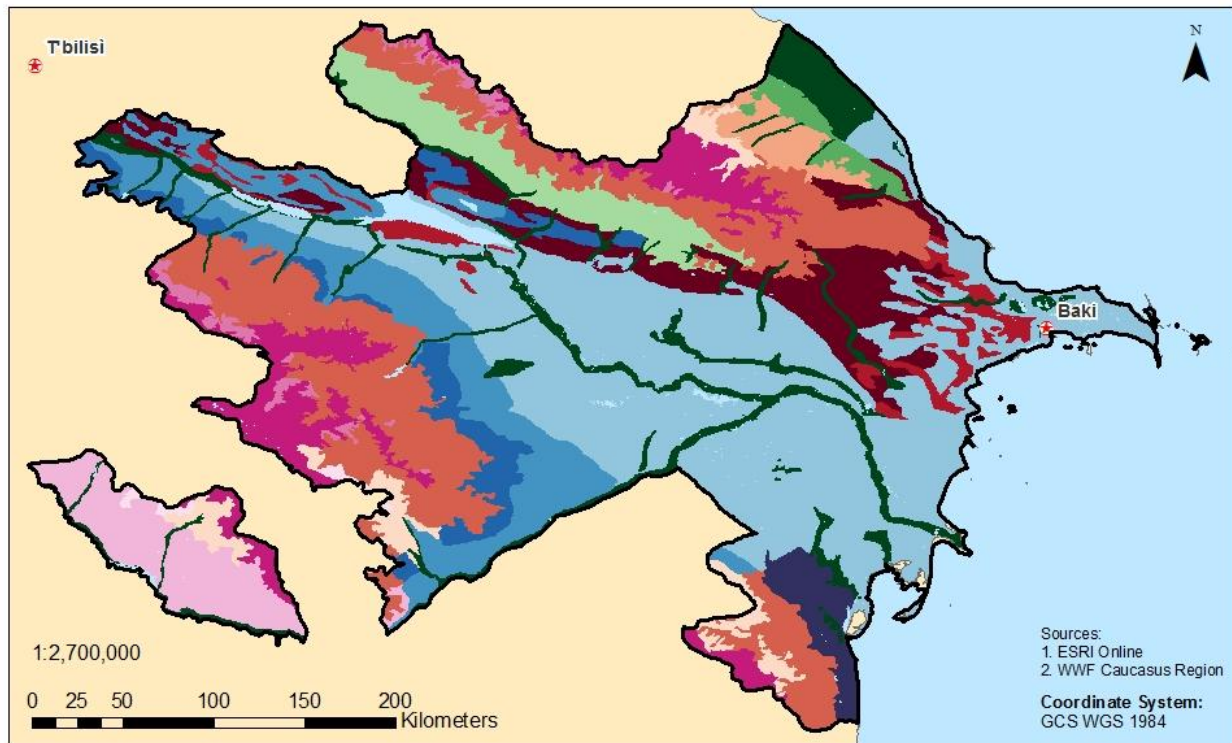 T'bilisi
N
Baki
1:2,700,000
0 25 50 100 150 200
Kilometers
Sources:
1. ESRI Online
2. WWF Caucasus Region
Coordinate System:
GCS WGS 1984